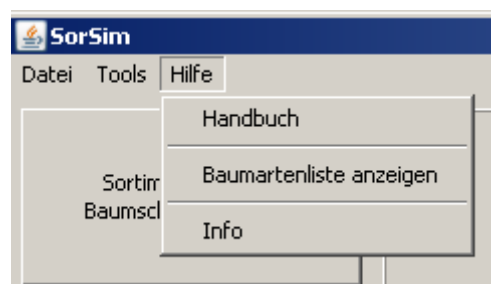 SorSim
Datei Tools Hilfe
Handbuch
Baumartenliste anzeigen
Info